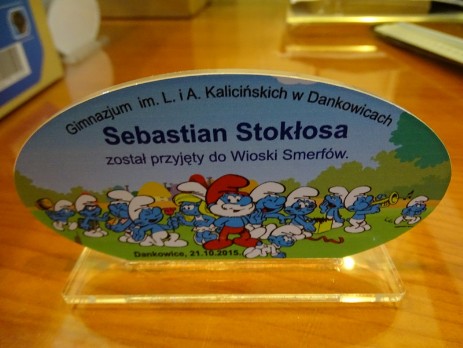 Gimnazjum im. L. i A. Kalicińskich w Dankowicach
Sebastian Stokłosa
został przyjęty do Wioski Smerfów.
Dankowice, 21.10.2015.